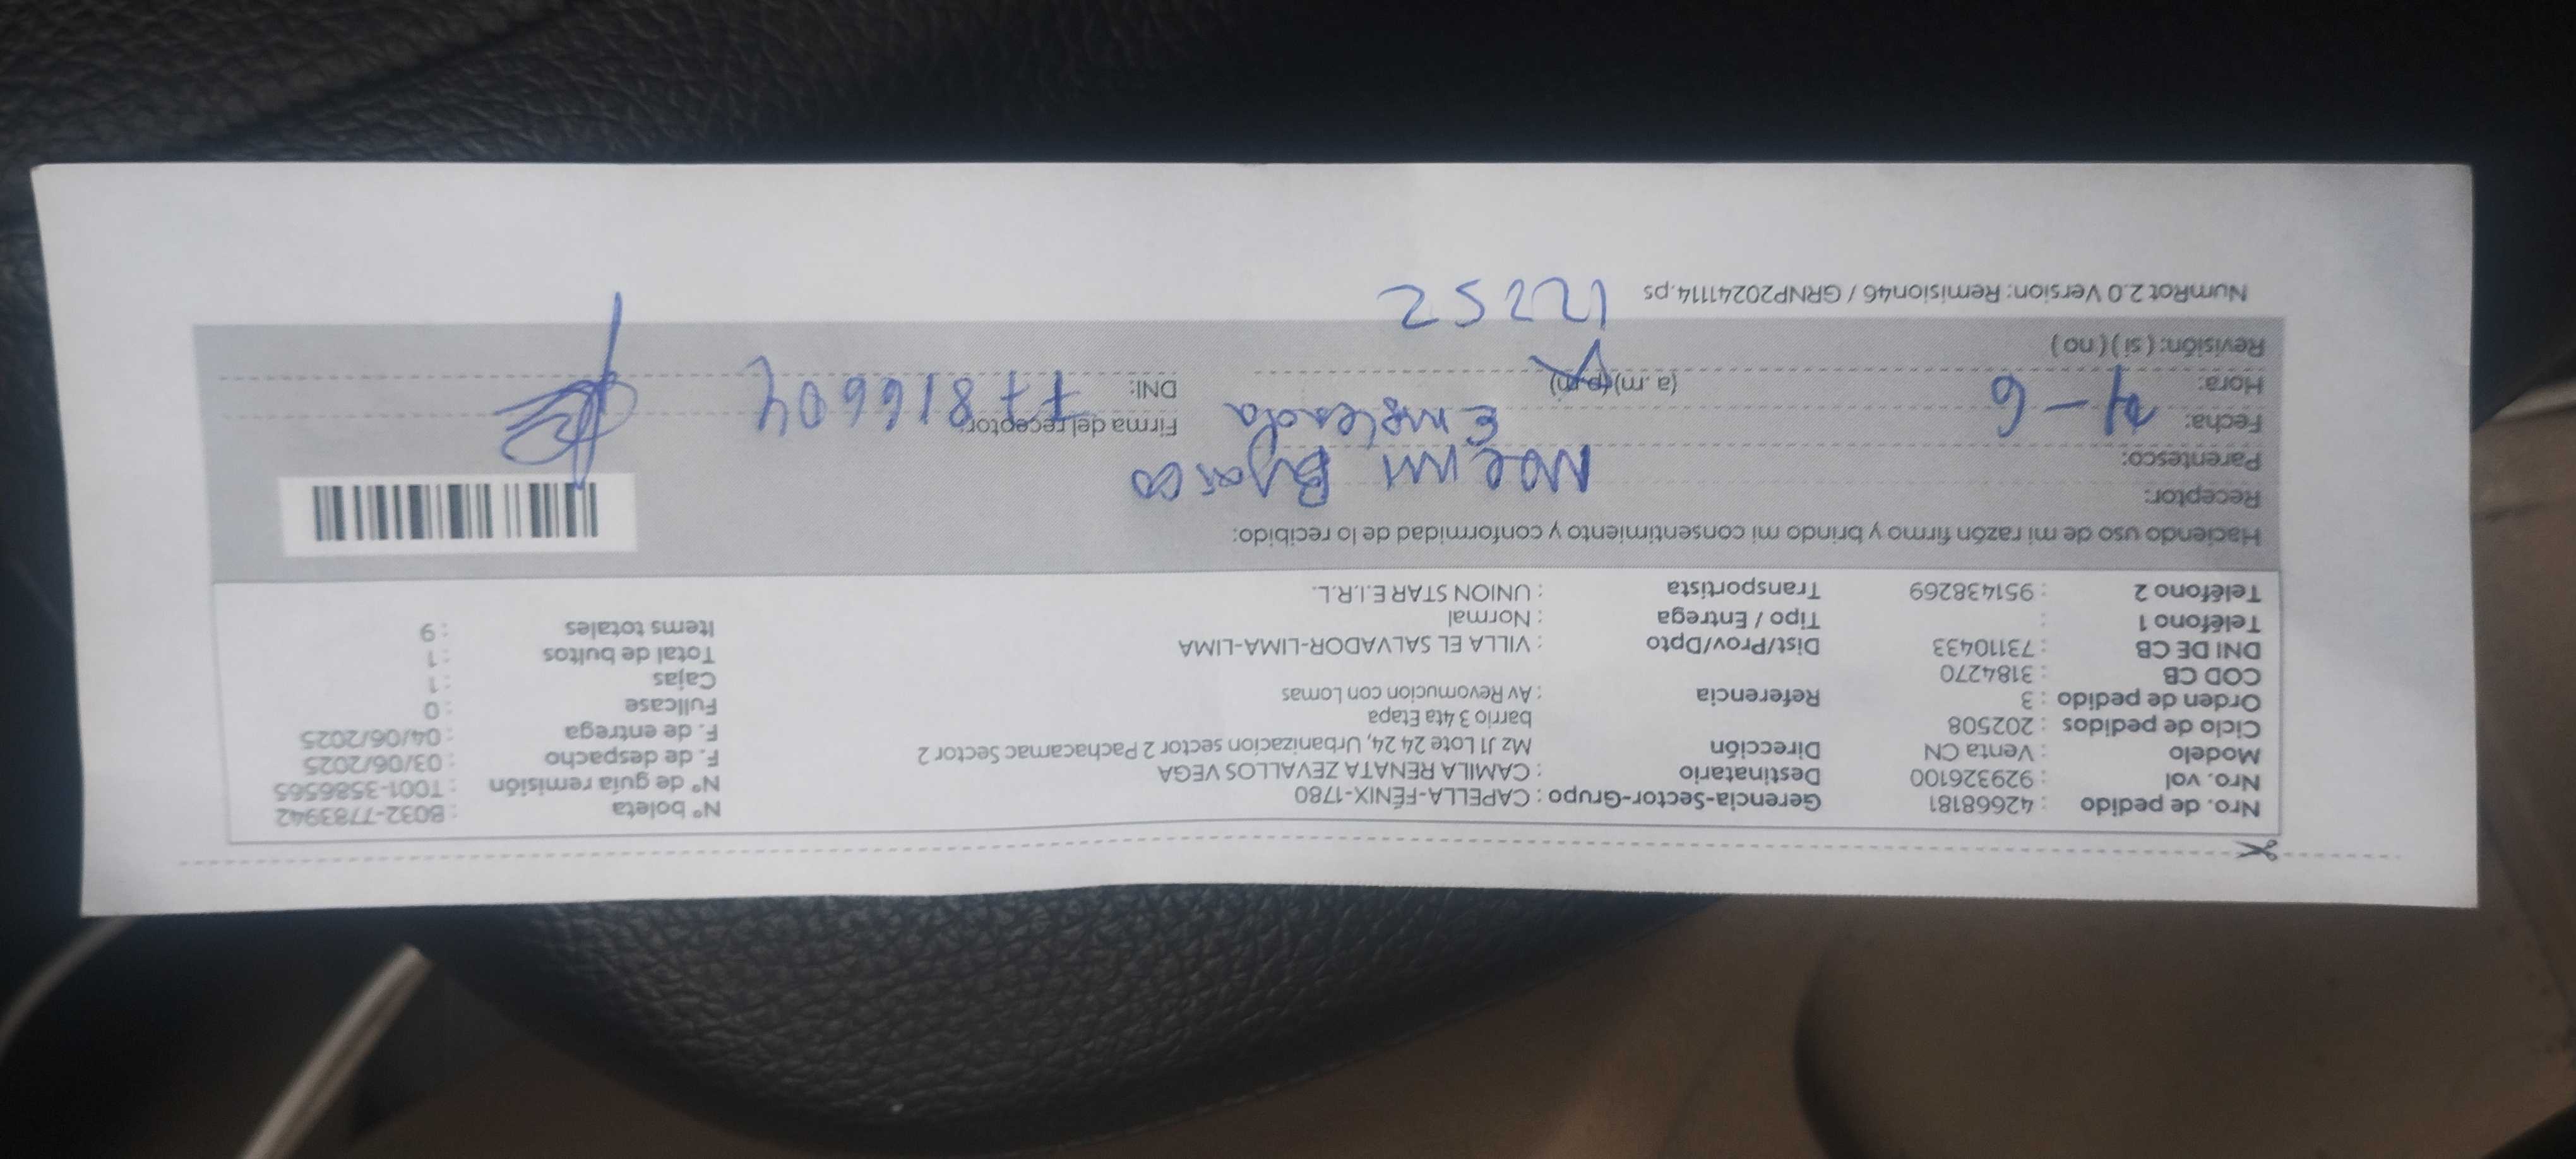 Nro. de pedido : 42668181 Gerencia-Sector-Grupo : CAPELLA-FÉNIX-1780 N° boleta : B032-7783942
Nro. vol : 929326100 Destinatario : CAMILA RENATA ZEVALLOS VEGA N° de guía remisión : T001-3586565
Modelo : Venta CN Dirección Mz J1 Lote 24 24, Urbanizacion sector 2 Pachacamac Sector 2 F. de despacho : 03/06/2025
Ciclo de pedidos : 202508 barrio 3 4ta Etapa F. de entrega : 04/06/2025
Orden de pedido : 3 Referencia : Av Revomucion con Lomas Fullcase : 0
COD CB : 3184270 Cajas : 1
DNI DE CB : 73110433 Dist/Prov/Dpto : VILLA EL SALVADOR-LIMA-LIMA Total de bultos : 1
Teléfono 1 : Tipo / Entrega : Normal Items totales : 9
Teléfono 2 : 951438269 Transportista : UNION STAR E.I.R.L.
Haciendo uso de mi razón firmo y brindo mi consentimiento y conformidad de lo recibido:
Receptor: Noemi
Parentesco:
Fecha: 4-6 Firma del receptor:
Hora: (a. m) (p.m) DNI: 77816604
Revisión: ( si ) ( no )
NumRot 2.0 Version: Remision46 / GRNP20241114.ps 12252